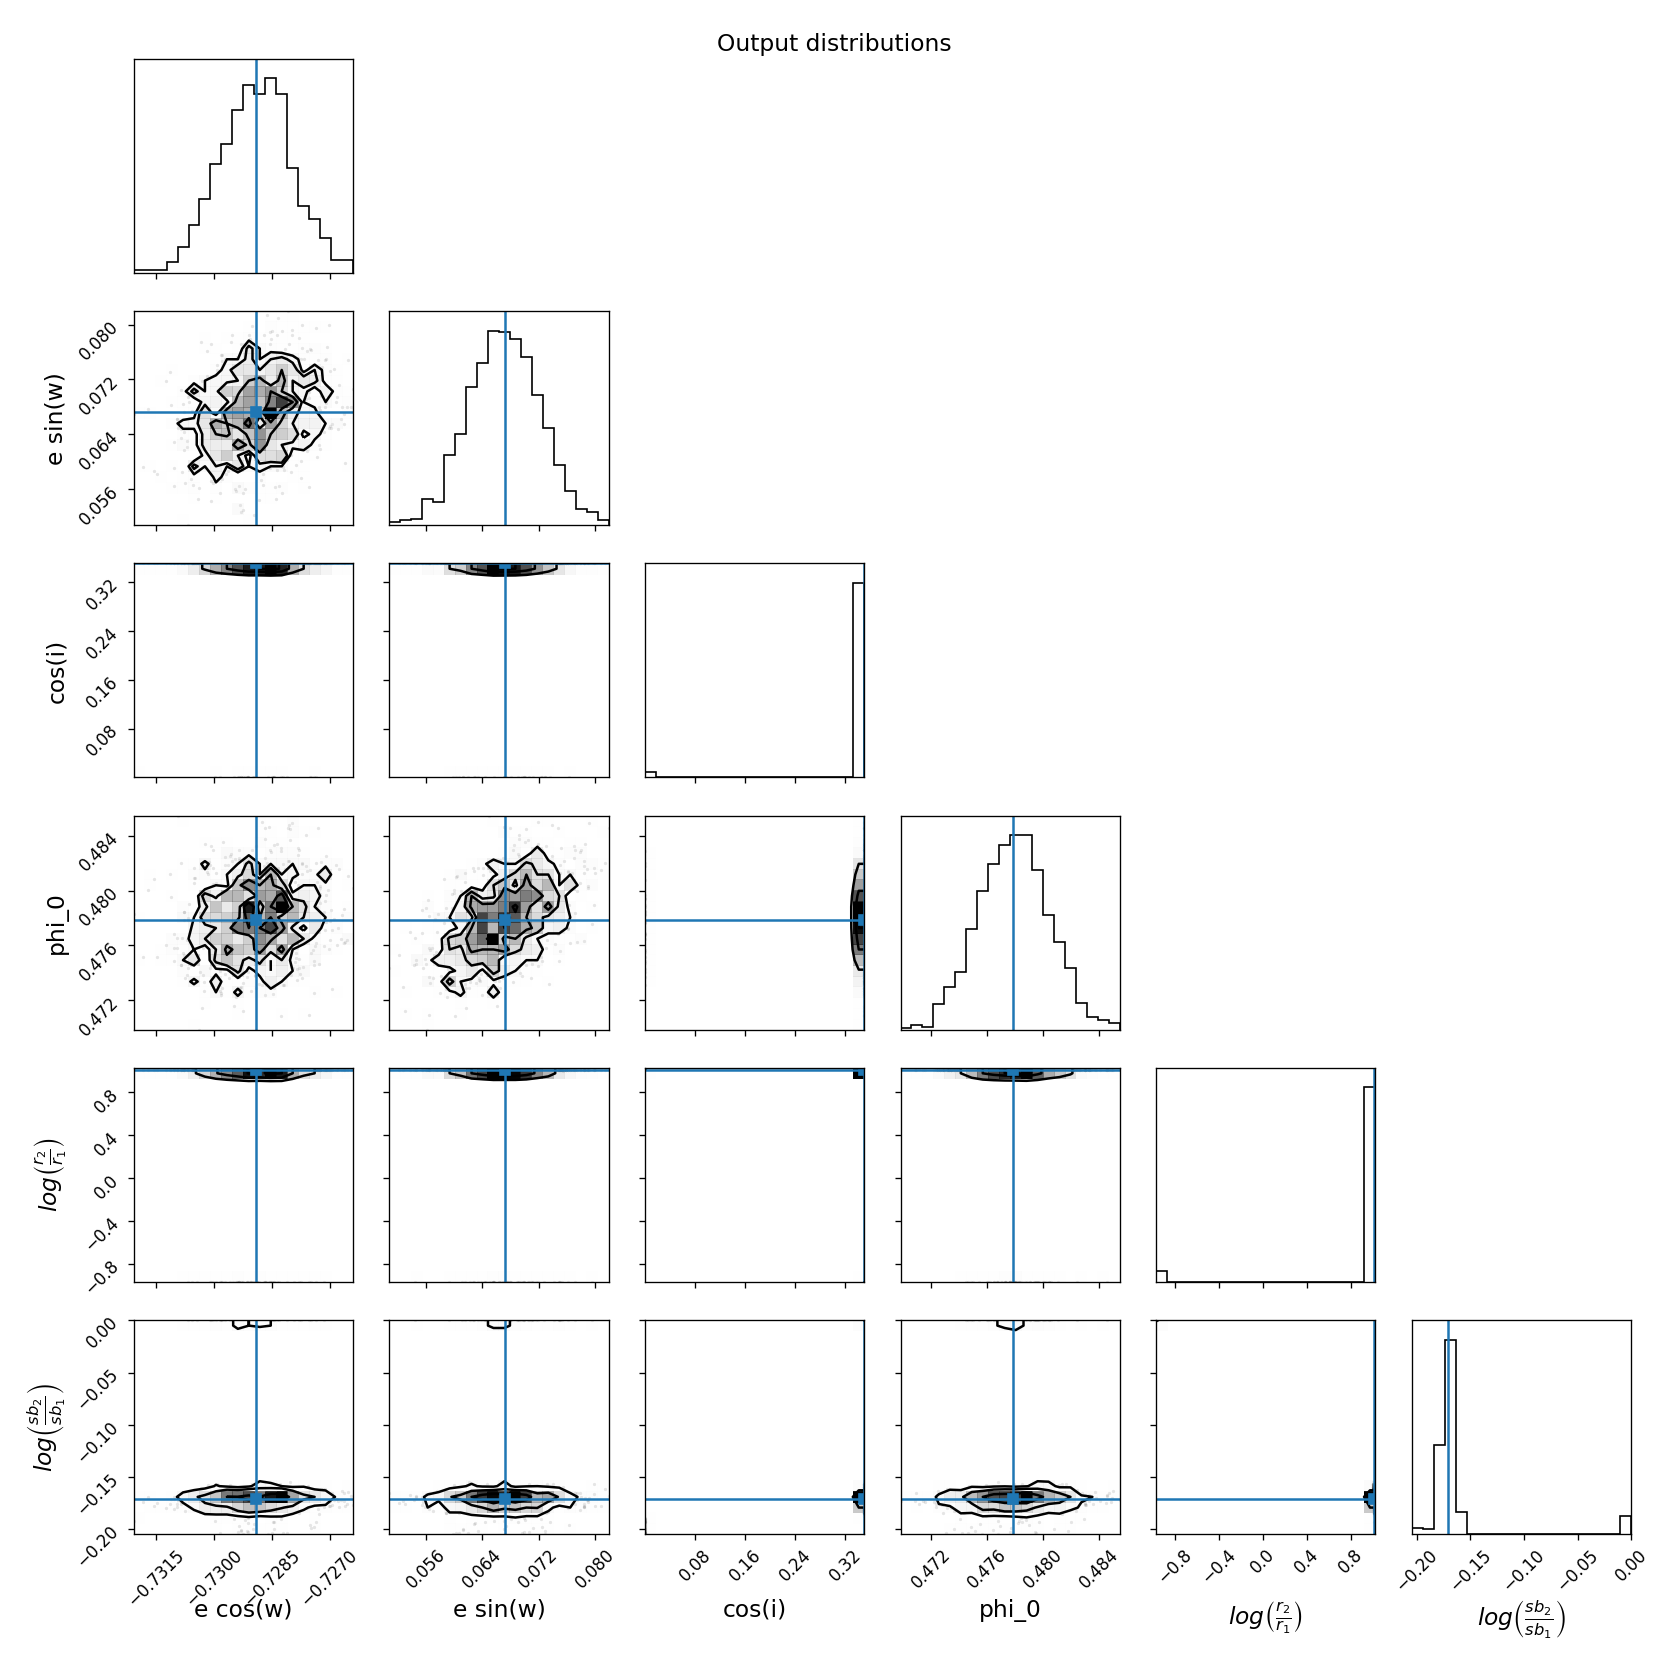 Output distributions
0.080
0.072
0.064
0.056
e sin(w)
0.32
0.24
0.16
0.08
cos(i)
0.484
0.480
0.476
0.472
phi_0
0.8
0.4
0.0
−0.4
−0.8
log(r2/r1)
0.00
−0.05
−0.10
−0.15
−0.20
log(sb2/sb1)
−0.7315 −0.7300 −0.7285 −0.7270 0.056 0.064 0.072 0.080 0.08 0.16 0.24 0.32 0.472 0.476 0.480 0.484 −0.8 −0.4 0.0 0.4 0.8 −0.20 −0.15 −0.10 −0.05 0.00
e cos(w) e sin(w) cos(i) phi_0 log(r2/r1) log(sb2/sb1)